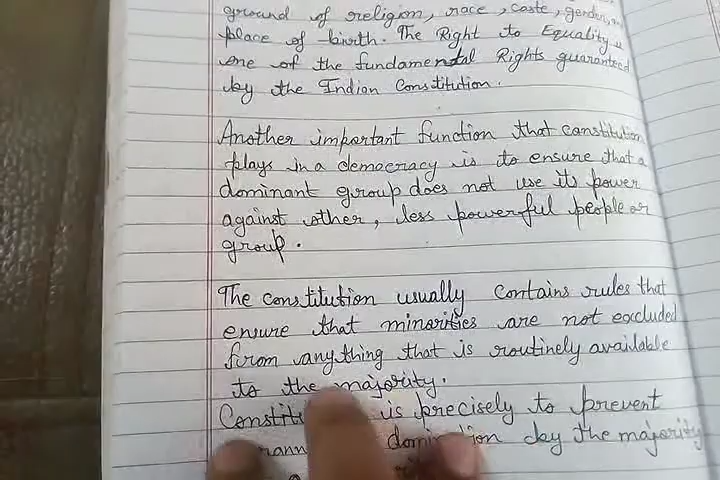 ground of religion, race, caste, gender,
place of birth. The Right to Equality is
one of the fundamental Rights guaranteed
by the Indian Constitution.
Another important function that constitution
plays in a democracy is to ensure that a
dominant group does not use its power
against other, less powerful people or
group.
The constitution usually contains rules that
ensure that minorities are not excluded
from anything that is routinely available
to the majority.
is precisely to prevent
by the majority